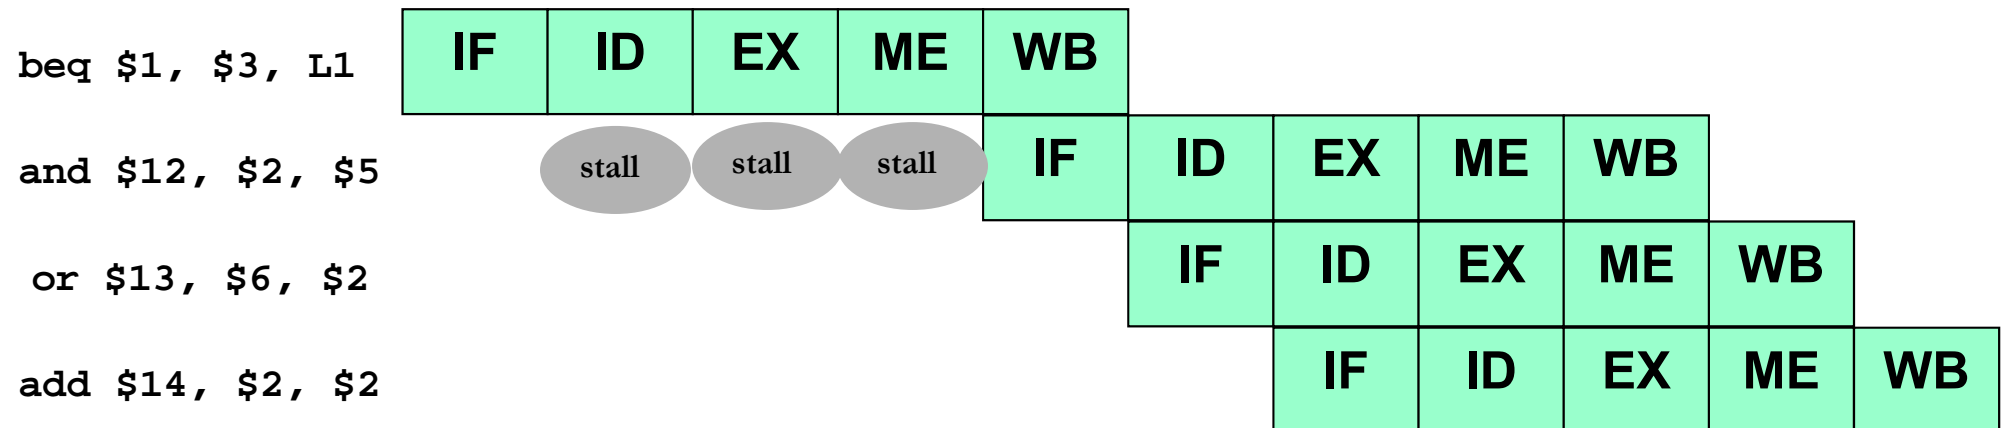 beq $1, $3, L1 IF ID EX ME WB
and $12, $2, $5 stall stall stall IF ID EX ME WB
or $13, $6, $2 IF ID EX ME WB
add $14, $2, $2 IF ID EX ME WB